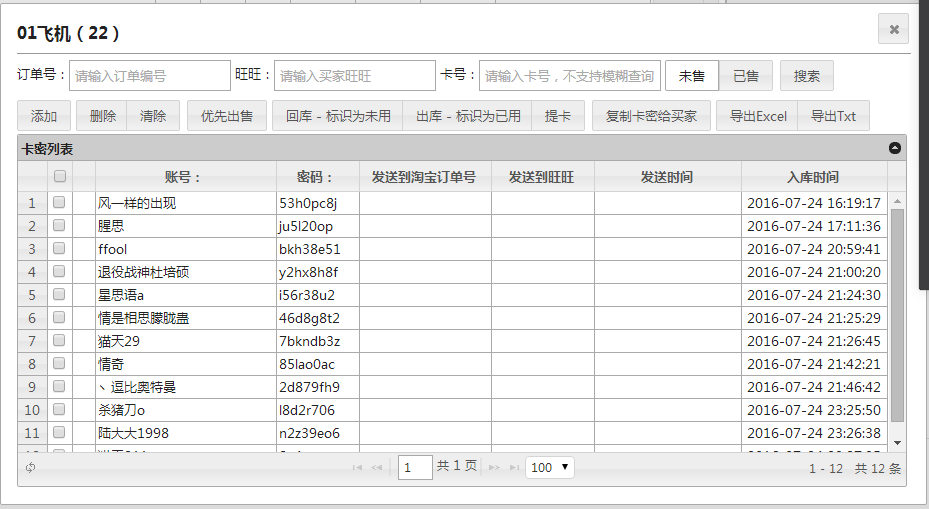 01飞机（22）
订单号： 请输入订单编号 旺旺： 请输入买家旺旺 卡号： 请输入卡号，不支持模糊查询 未售 已售 搜索
添加 删除 清除 优先出售 回库 - 标识为未用 出库 - 标识为已用 提卡 复制卡密给买家 导出Excel 导出Txt
卡密列表
账号： 密码： 发送到淘宝订单号 发送到旺旺 发送时间 入库时间
1 风一样的出现 53h0pc8j 2016-07-24 16:19:17
2 腥思 ju5l20op 2016-07-24 17:11:36
3 ffool bkh38e51 2016-07-24 20:59:41
4 退役战神杜培硕 y2hx8h8f 2016-07-24 21:00:20
5 星思语a i56r38u2 2016-07-24 21:24:30
6 情是相思朦胧蛊 46d8g8t2 2016-07-24 21:25:29
7 猫天29 7bkndb3z 2016-07-24 21:26:45
8 情奇 85lao0ac 2016-07-24 21:42:21
9 丶逗比奥特曼 2d879fh9 2016-07-24 21:46:42
10 杀猪刀o l8d2r706 2016-07-24 23:25:50
11 陆大大1998 n2z39eo6 2016-07-24 23:26:38
1 共 1 页 100 1 - 12 共 12 条